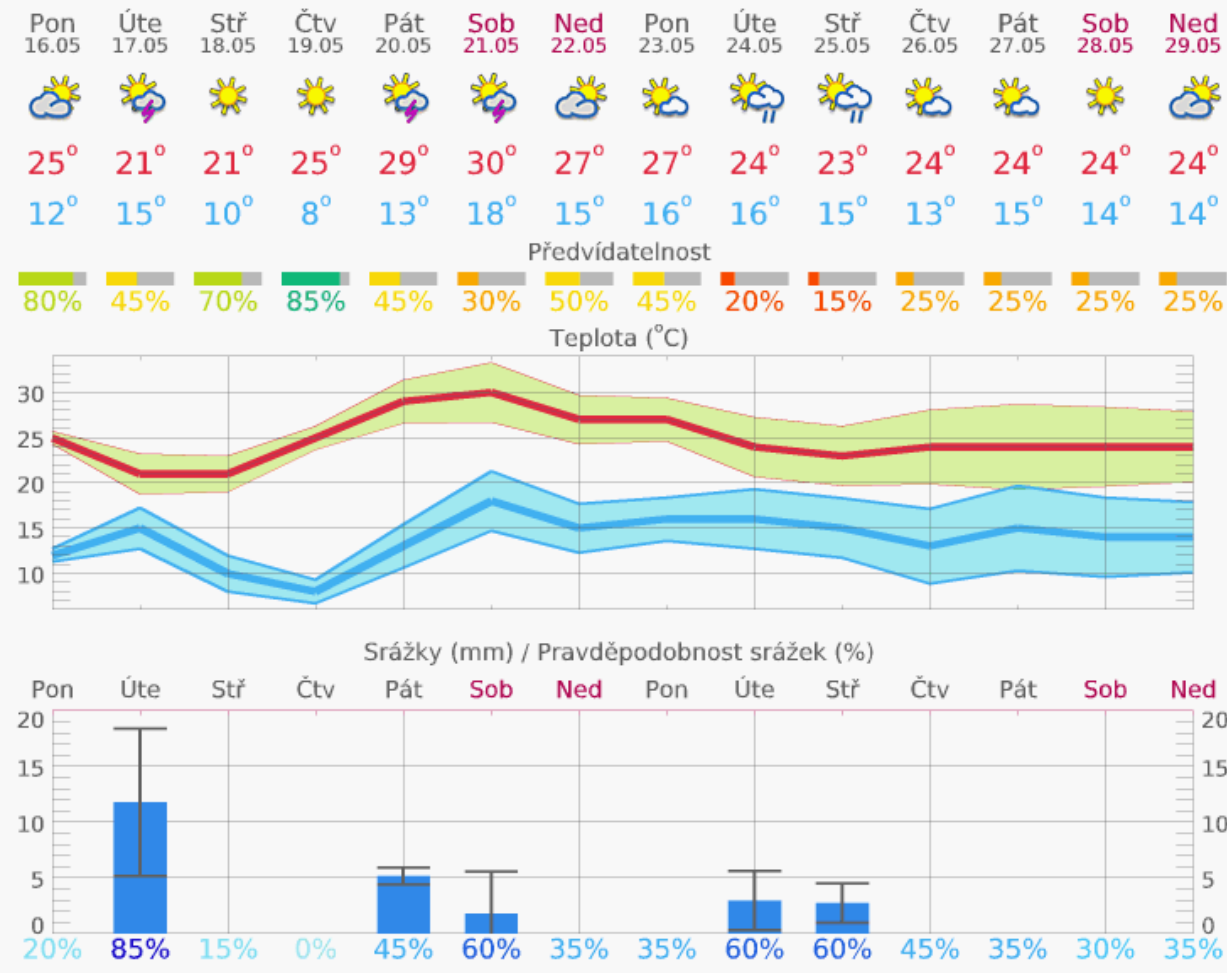 Pon Úte Stř Čtv Pát Sob Ned Pon Úte Stř Čtv Pát Sob Ned
16.05 17.05 18.05 19.05 20.05 21.05 22.05 23.05 24.05 25.05 26.05 27.05 28.05 29.05
25° 21° 21° 25° 29° 30° 27° 27° 24° 23° 24° 24° 24° 24°
12° 15° 10° 8° 13° 18° 15° 16° 16° 15° 13° 15° 14° 14°
Předvídatelnost
80% 45% 70% 85% 45% 30% 50% 45% 20% 15% 25% 25% 25% 25%
Teplota (°C)
30
25
20
15
10
Srážky (mm) / Pravděpodobnost srážek (%)
Pon Úte Stř Čtv Pát Sob Ned Pon Úte Stř Čtv Pát Sob Ned
20 20
15 15
10 10
5 5
0 0
20% 85% 15% 0% 45% 60% 35% 35% 60% 60% 45% 35% 30% 35%